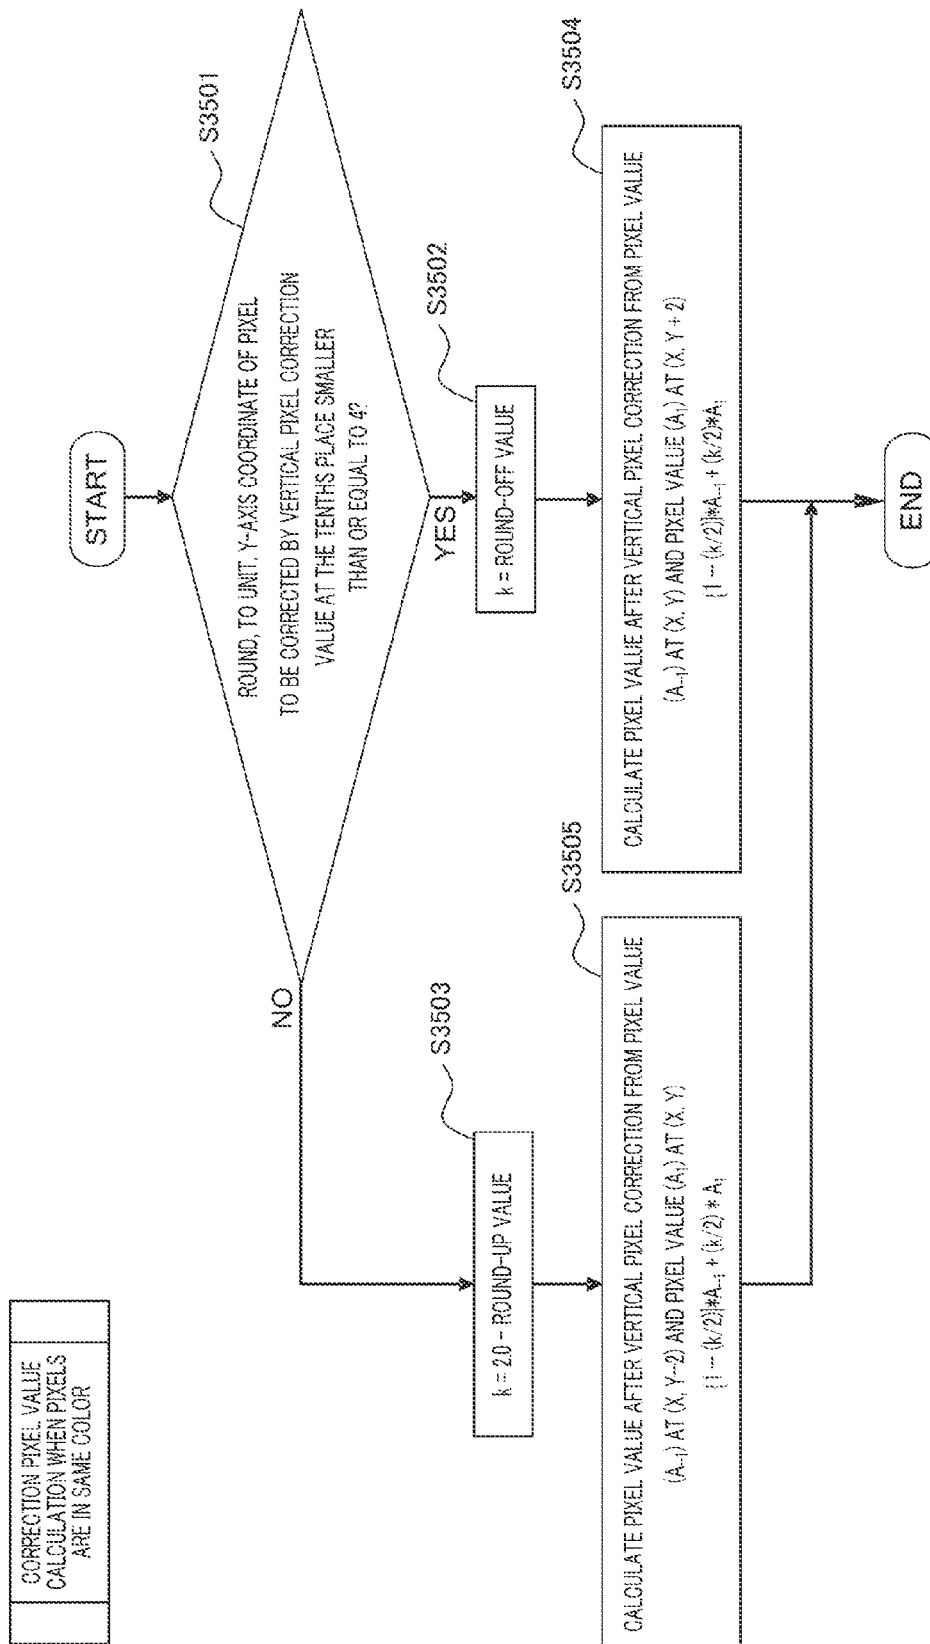 CORRECTION PIXEL VALUE
CALCULATION WHEN PIXELS
ARE IN SAME COLOR
START
S3501
ROUND, TO UNIT, Y-AXIS COORDINATE OF PIXEL
TO BE CORRECTED BY VERTICAL PIXEL CORRECTION
VALUE AT THE TENTHS PLACE SMALLER
THAN OR EQUAL TO 4?
NO
YES
S3503
k = 2.0 - ROUND-UP VALUE
S3502
k = ROUND-OFF VALUE
S3505
CALCULATE PIXEL VALUE AFTER VERTICAL PIXEL CORRECTION FROM PIXEL VALUE
(A₋₁) AT (X, Y-2) AND PIXEL VALUE (A₁) AT (X, Y)
{1 - (k/2)}*A₋₁ + (k/2) * A₁
S3504
CALCULATE PIXEL VALUE AFTER VERTICAL PIXEL CORRECTION FROM PIXEL VALUE
(A₋₁) AT (X, Y) AND PIXEL VALUE (A₁) AT (X, Y + 2)
{1 - (k/2)}*A₋₁ + (k/2)*A₁
END